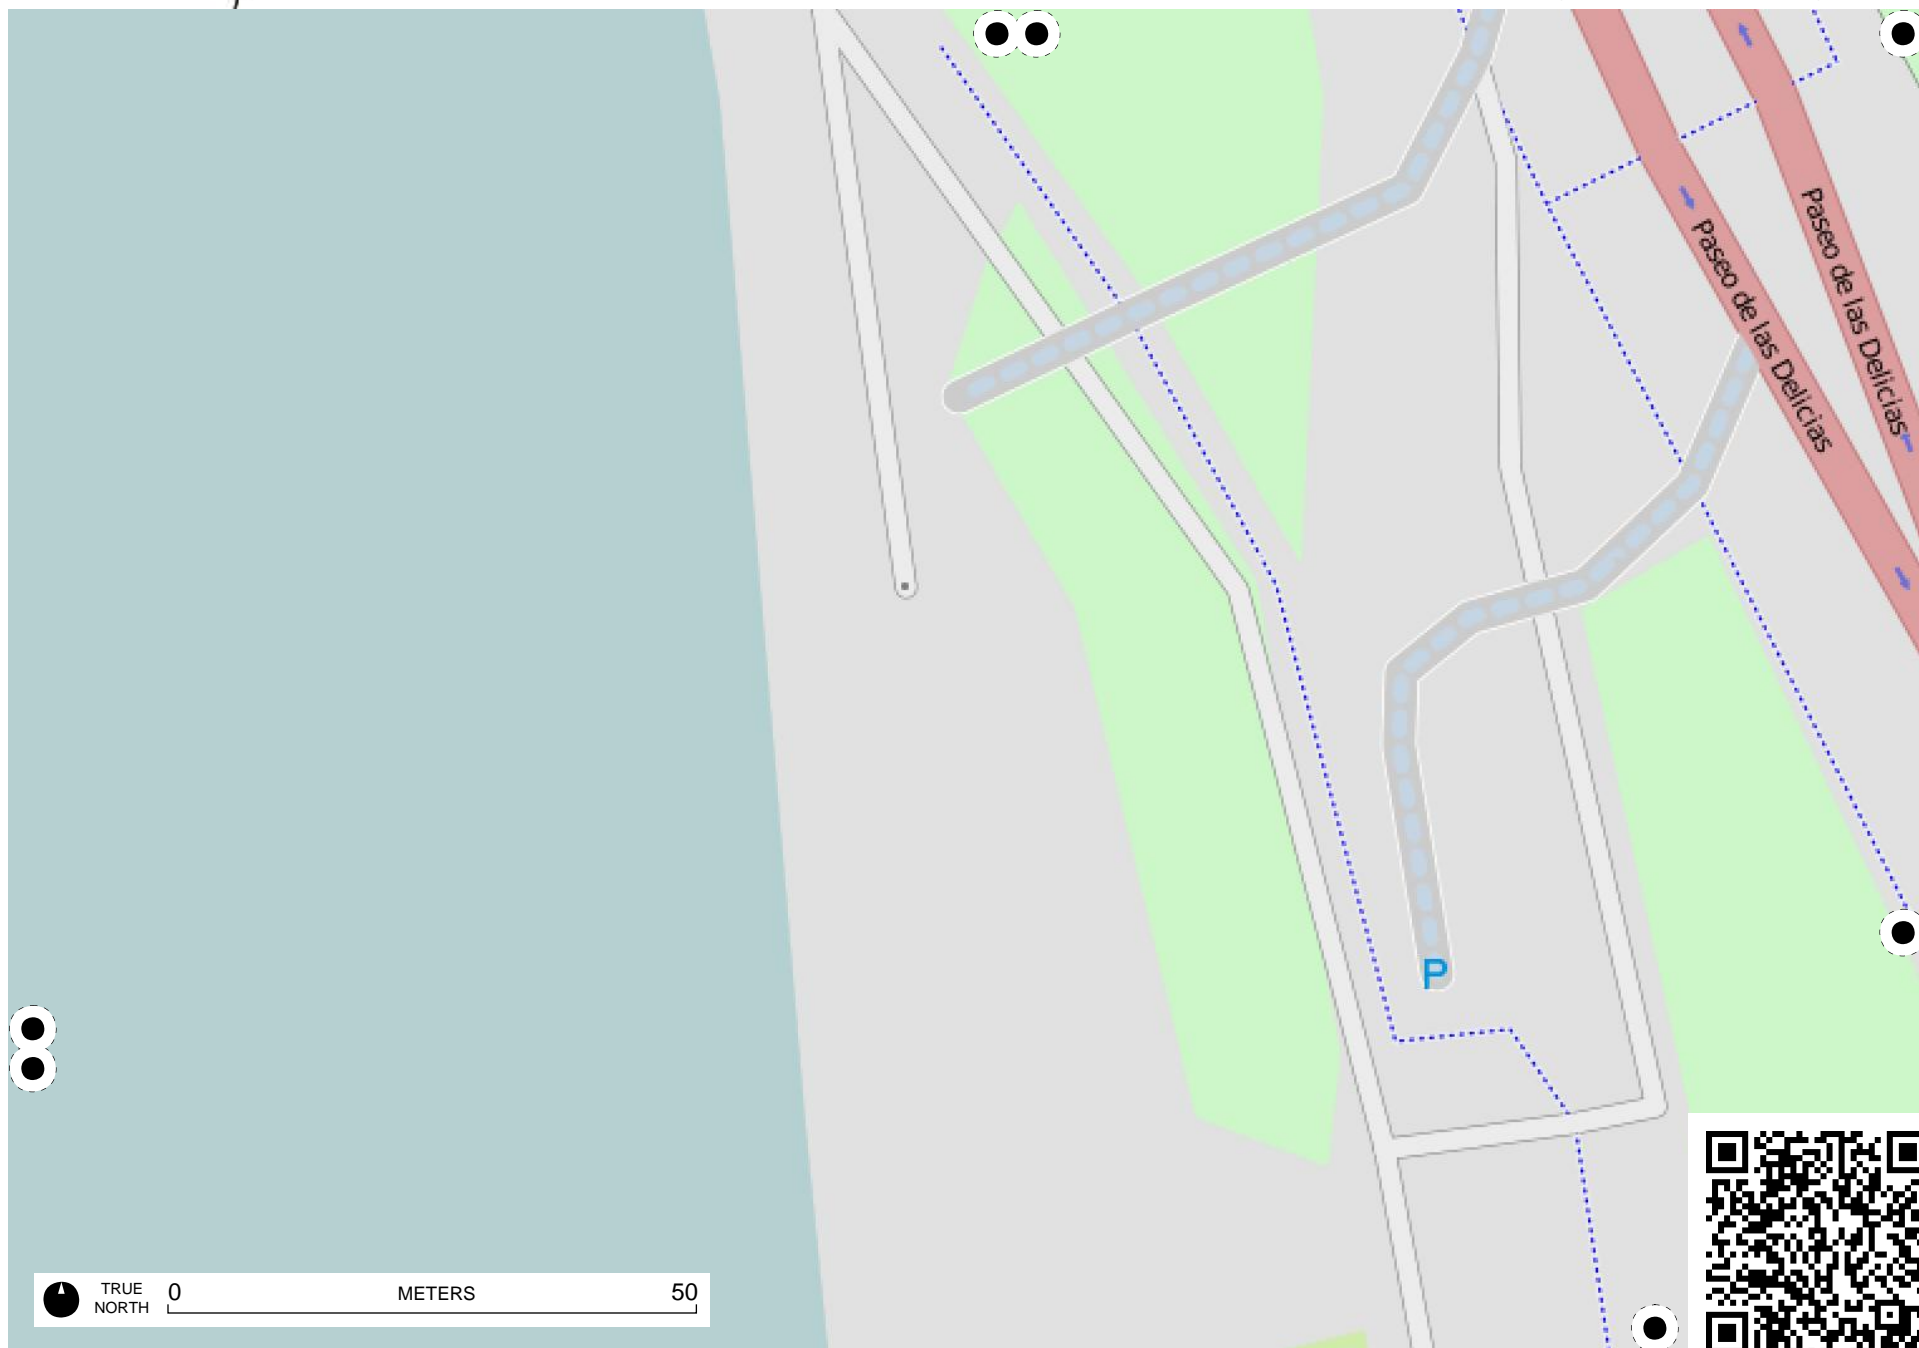 Paseo de las Delicias
Paseo de las Delicias
P
TRUE
NORTH
0
METERS
50